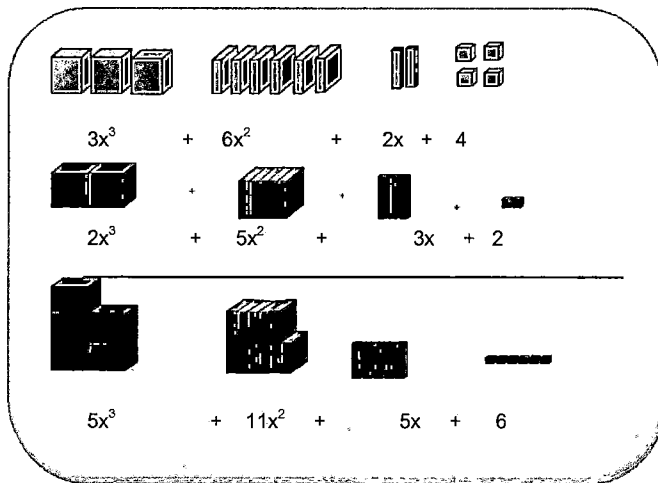 3x³ + 6x² + 2x + 4
+ + +
2x³ + 5x² + 3x + 2
5x³ + 11x² + 5x + 6